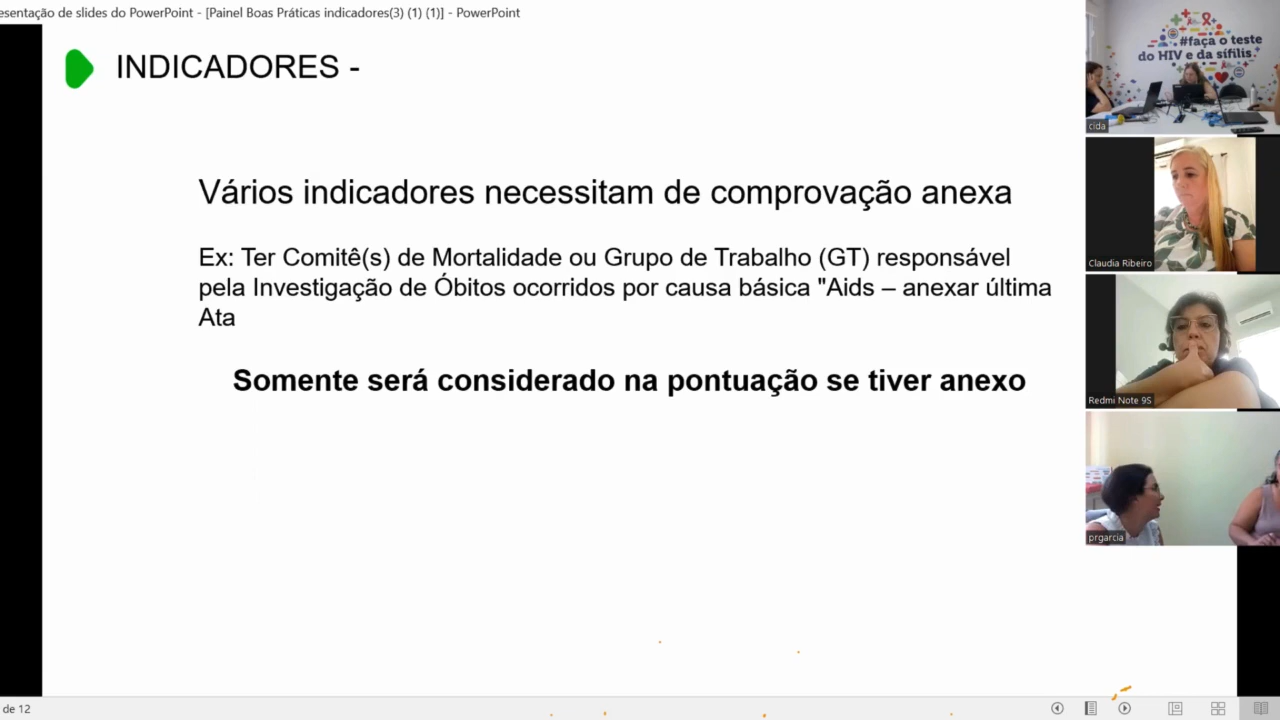 esentação de slides do PowerPoint - [Painel Boas Práticas indicadores(3) (1) (1)] - PowerPoint
INDICADORES -
Vários indicadores necessitam de comprovação anexa
Ex: Ter Comitê(s) de Mortalidade ou Grupo de Trabalho (GT) responsável
pela Investigação de Óbitos ocorridos por causa básica "Aids – anexar última
Ata
Somente será considerado na pontuação se tiver anexo
#faça o teste
do HIV e da sífilis.
cida
Claudia Ribeiro
Redmi Note 9S
prgarcia
de 12